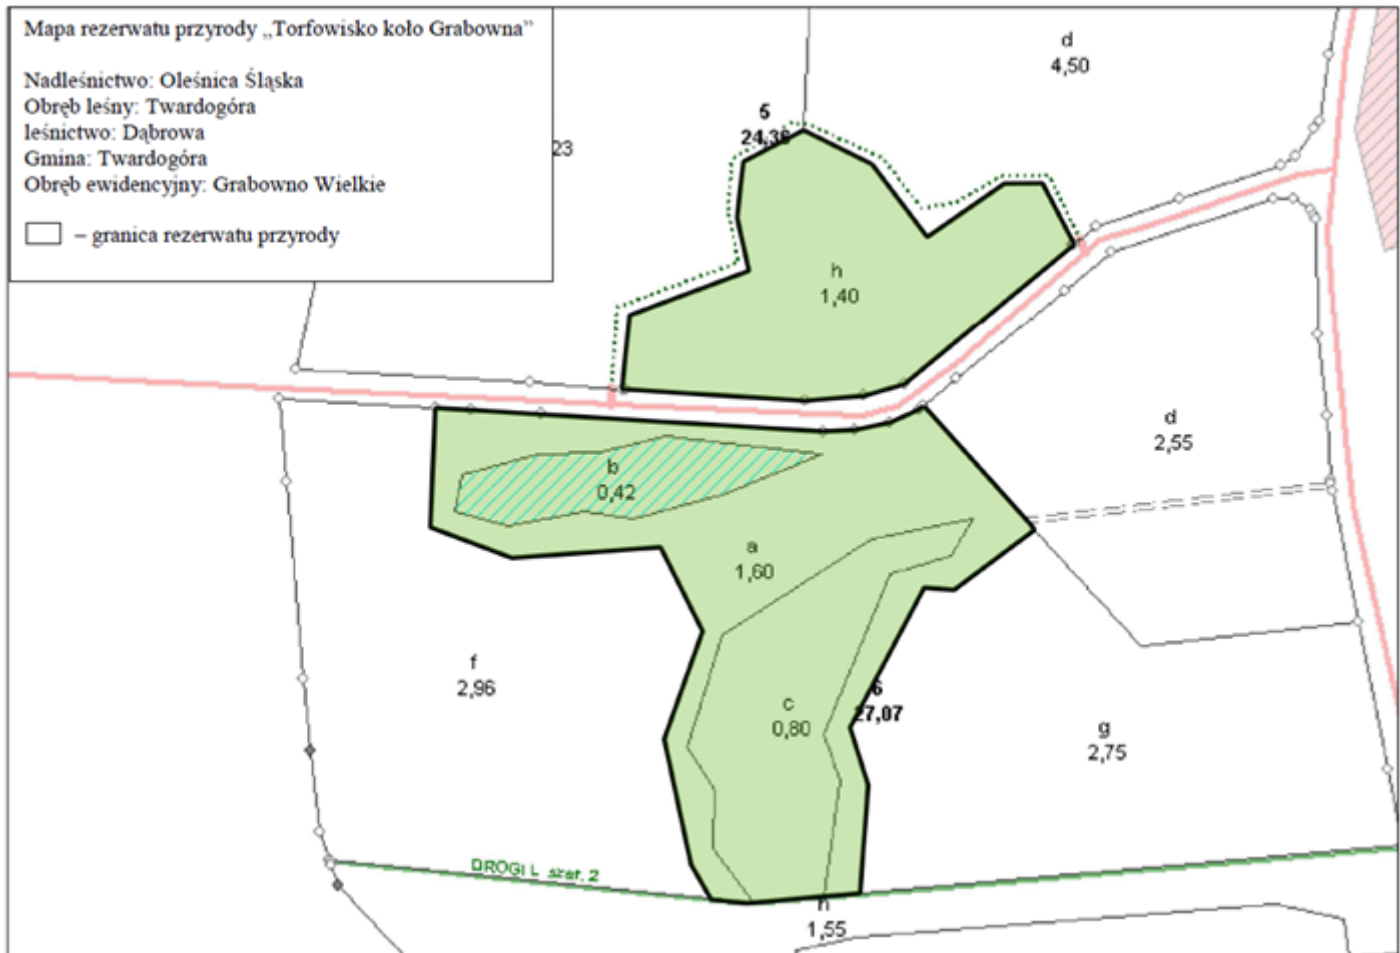 Mapa rezerwatu przyrody „Torfowisko koło Grabowna”
Nadleśnictwo: Oleśnica Śląska
Obręb leśny: Twardogóra
leśnictwo: Dąbrowa
Gmina: Twardogóra
Obręb ewidencyjny: Grabowno Wielkie
– granica rezerwatu przyrody
d
4,50
5
24,36
23
h
1,40
d
2,55
b
0,42
a
1,60
f
2,96
c
0,80
6
27,07
g
2,75
DROGI L szer. 2
n
1,55